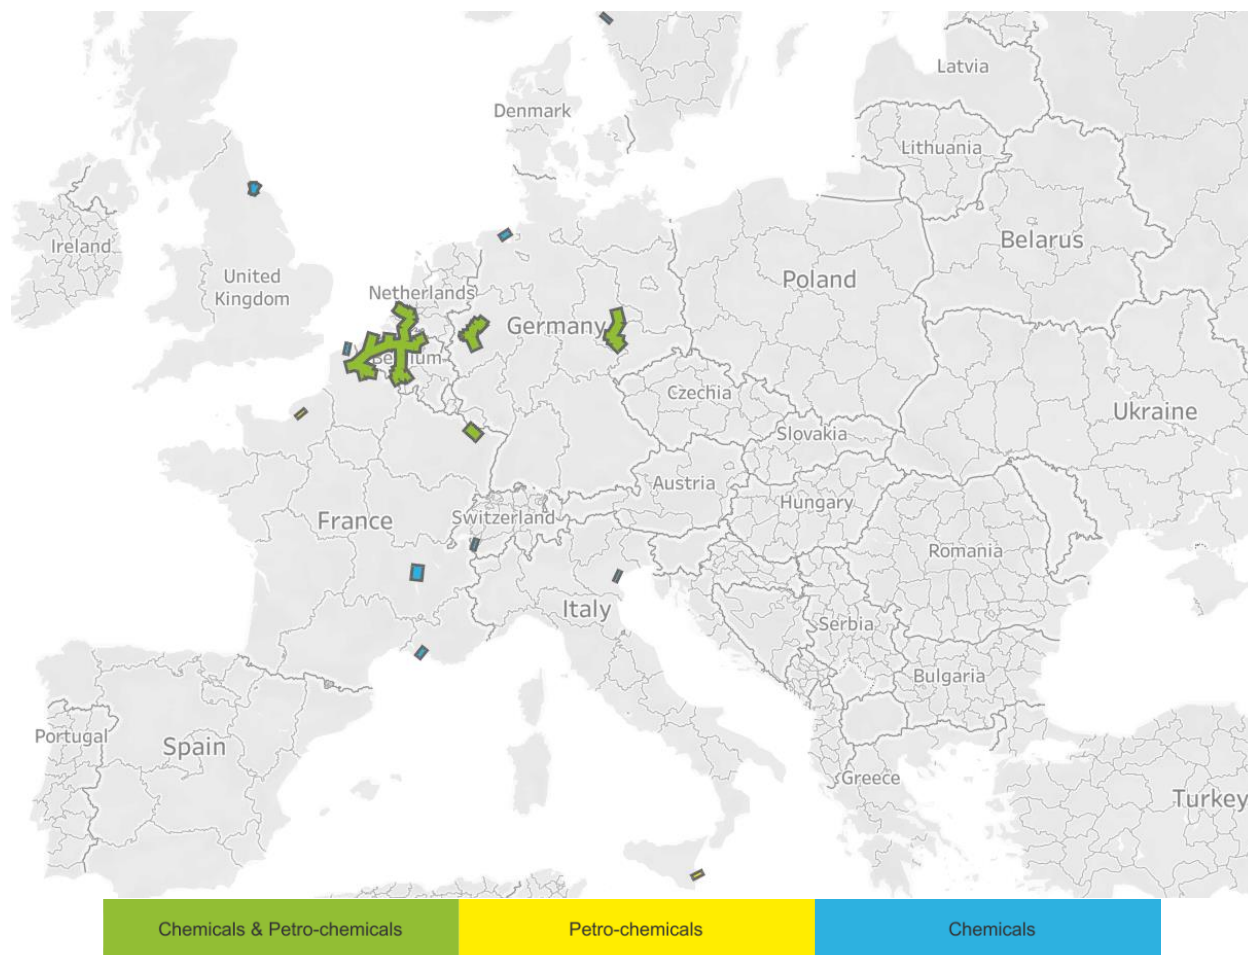 Latvia
Denmark
Lithuania
Ireland
Belarus
United
Kingdom
Poland
Netherlands
Germany
Belgium
Czechia
Ukraine
Slovakia
Austria
Hungary
France
Switzerland
Romania
Italy
Serbia
Bulgaria
Portugal
Spain
Greece
Turkey
Chemicals & Petro-chemicals
Petro-chemicals
Chemicals